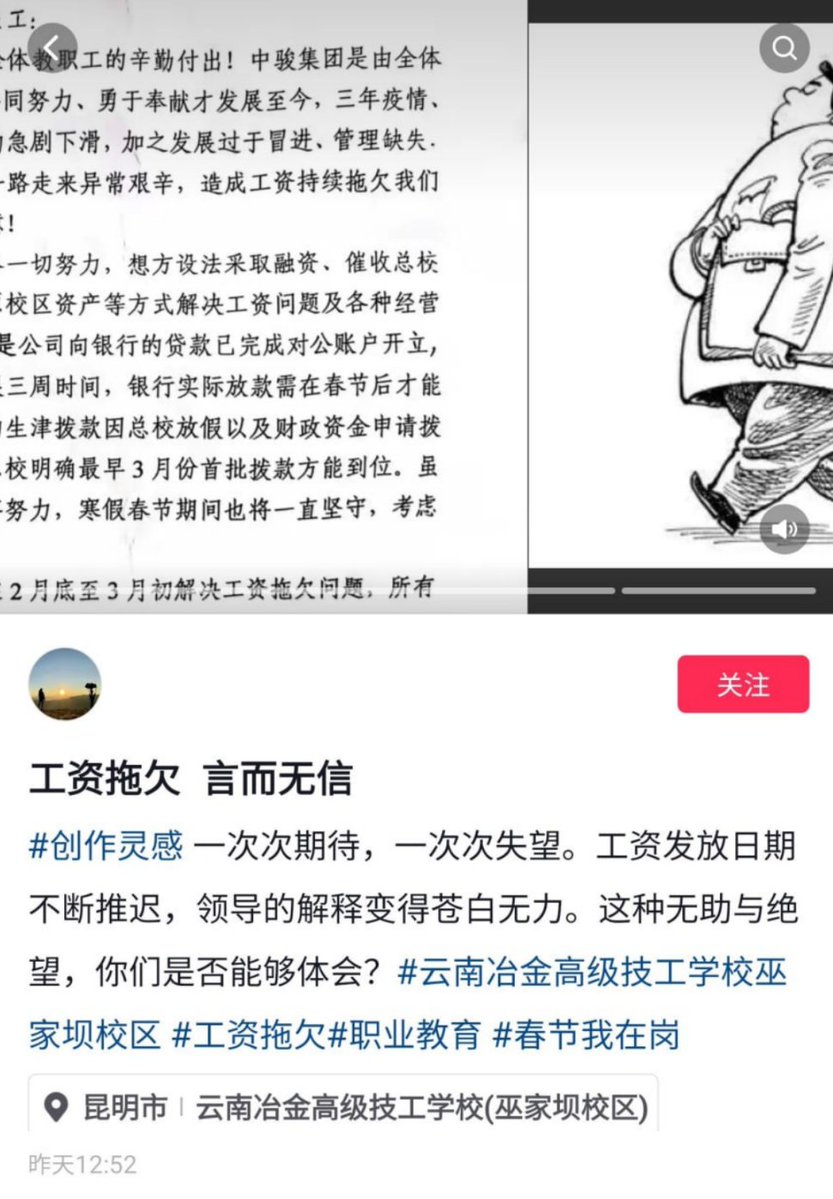 工：
体教职工的辛勤付出！中骏集团是由全体
同努力、勇于奉献才发展至今，三年疫情、
急剧下滑，加之发展过于冒进、管理缺失.
路走来异常艰辛，造成工资持续拖欠我们
！
一切努力，想方设法采取融资、催收总校
校区资产等方式解决工资问题及各种经营
是公司向银行的贷款已完成对公账户开立，
三周时间，银行实际放款需在春节后才能
生津拨款因总校放假以及财政资金申请拨
校明确最早3月份首批拨款方能到位。虽
努力，寒假春节期间也将一直坚守，考虑
2月底至3月初解决工资拖欠问题，所有
关注
工资拖欠 言而无信
#创作灵感 一次次期待，一次次失望。工资发放日期
不断推迟，领导的解释变得苍白无力。这种无助与绝
望，你们是否能够体会？#云南冶金高级技工学校巫
家坝校区 #工资拖欠#职业教育 #春节我在岗
昆明市 | 云南冶金高级技工学校(巫家坝校区)
昨天12:52